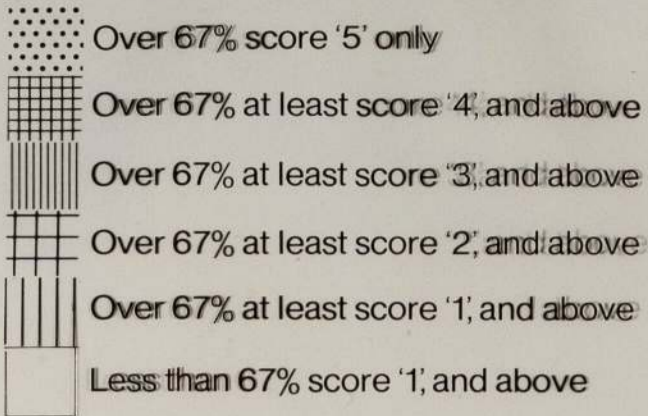 Over 67% score ‘5’ only
Over 67% at least score ‘4’, and above
Over 67% at least score ‘3’, and above
Over 67% at least score ‘2’, and above
Over 67% at least score ‘1’, and above
Less than 67% score ‘1’, and above